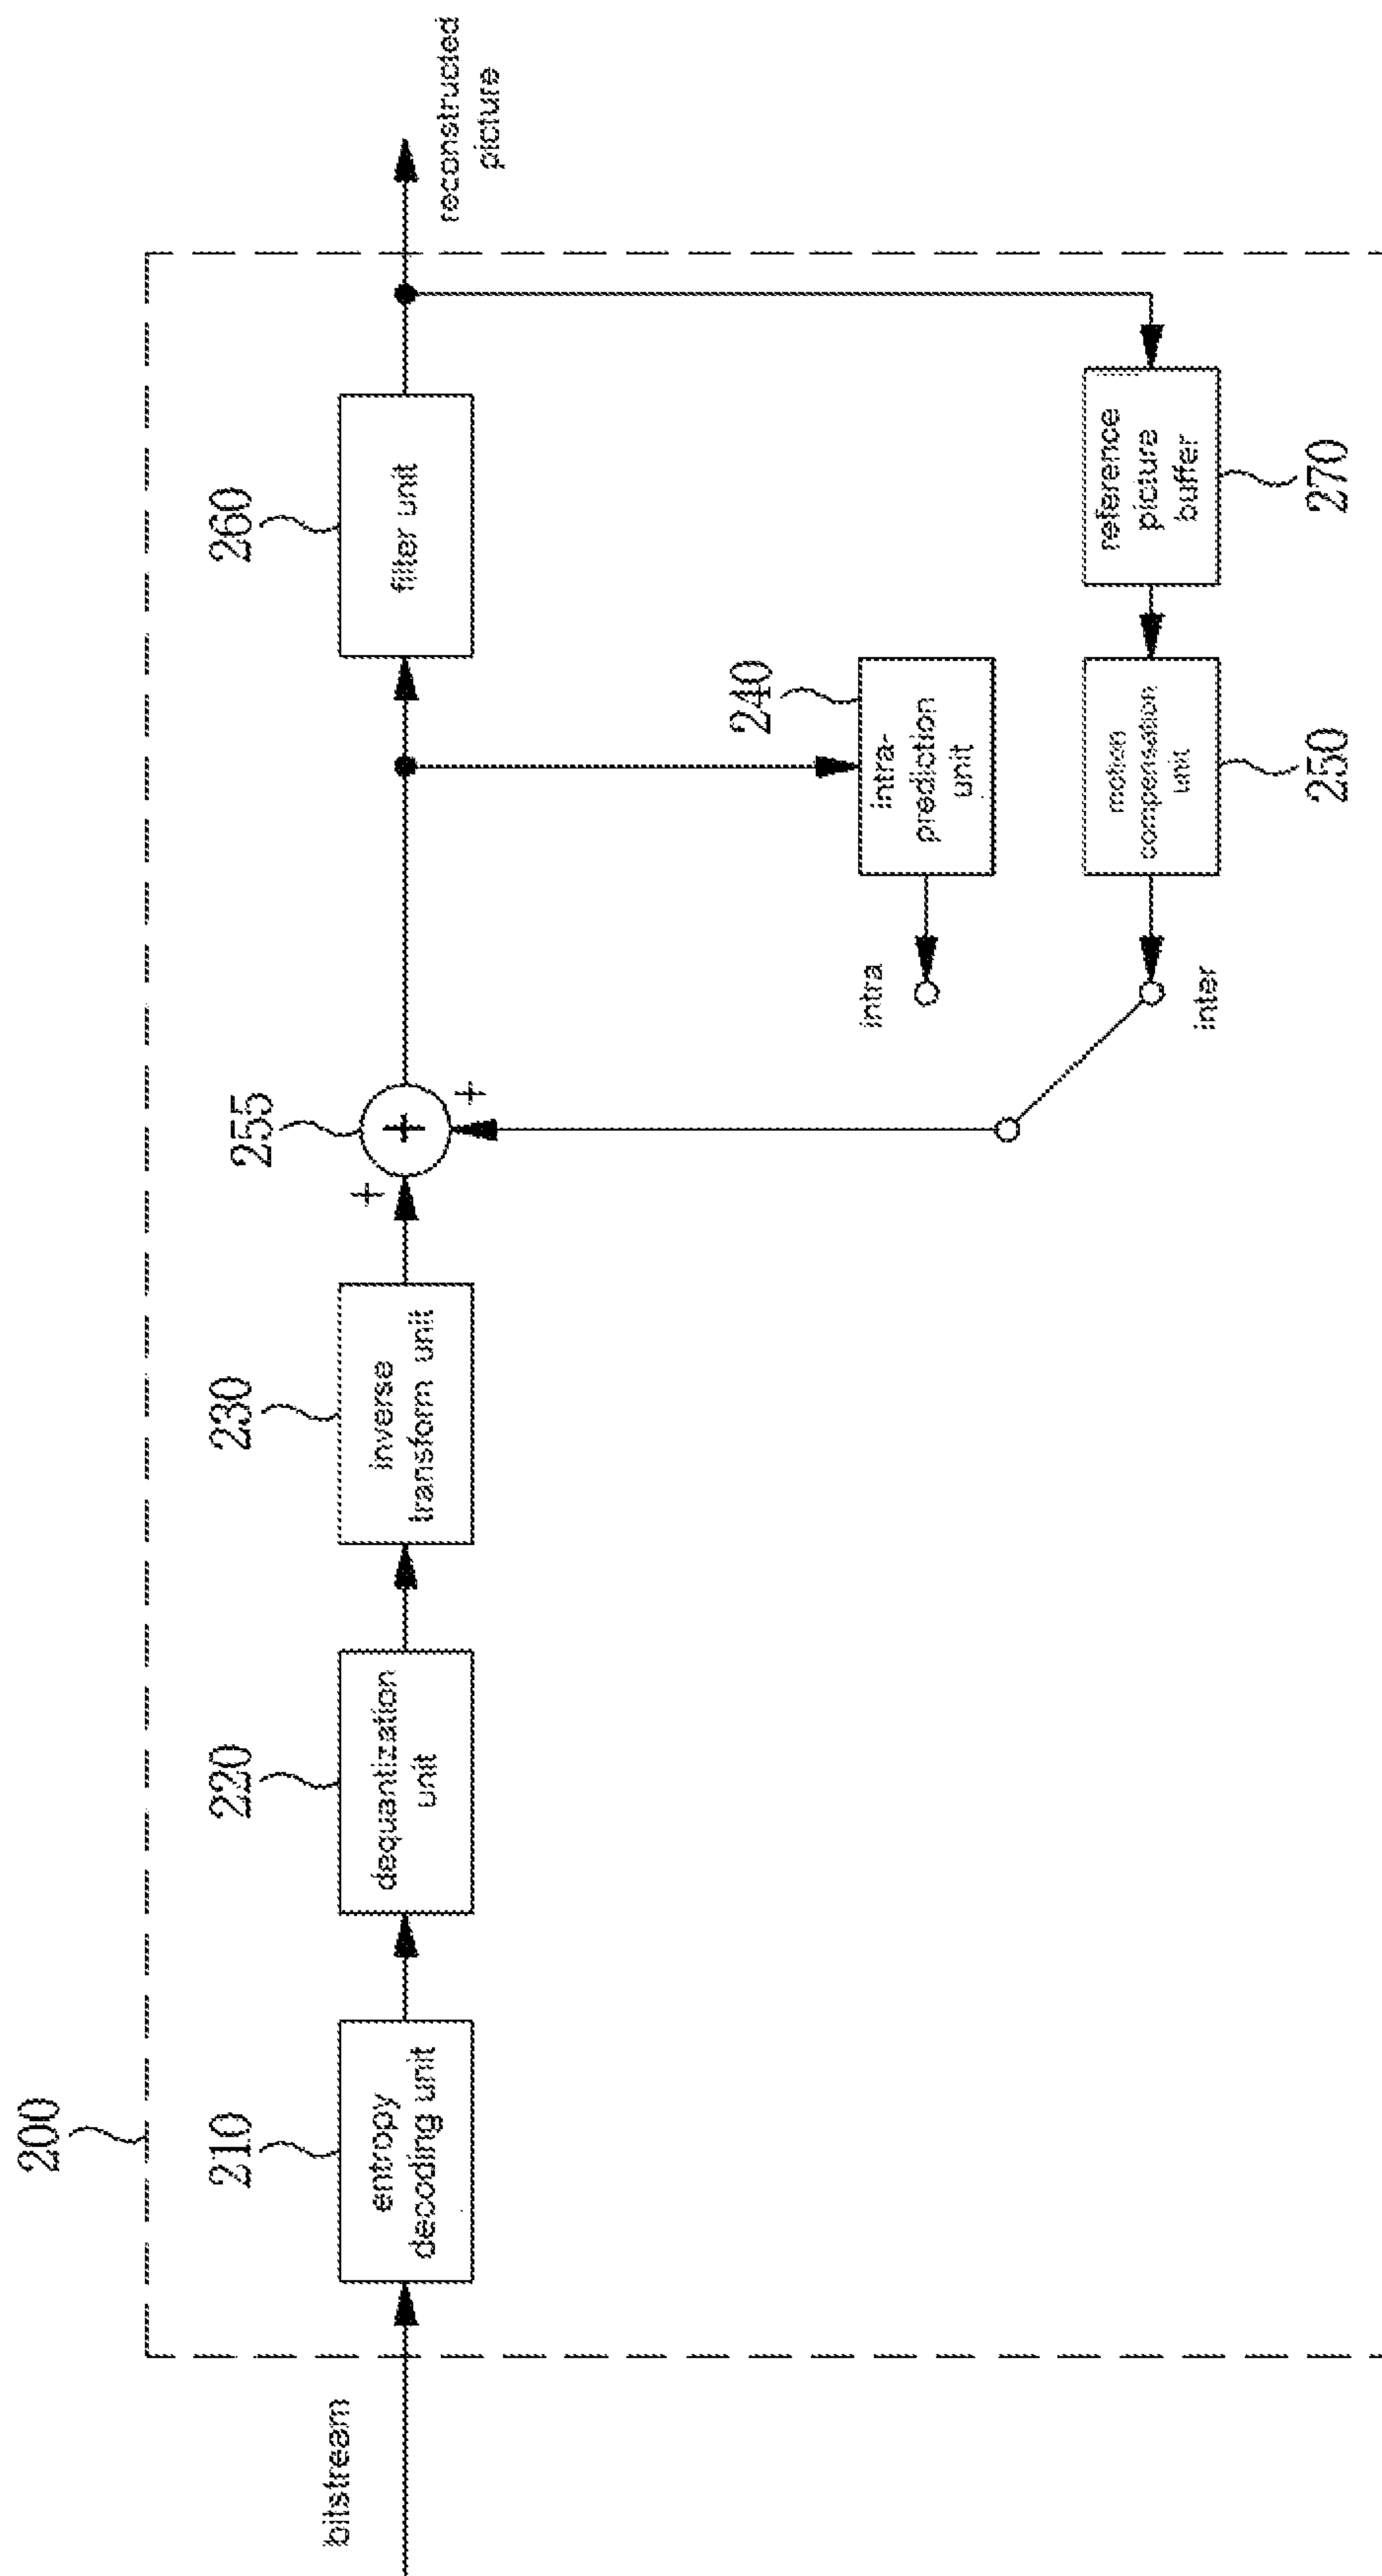 200
bitstream
210
entropy
decoding unit
220
dequantization
unit
230
inverse
transform unit
255
+
+
+
260
filter unit
reconstructed
picture
240
intra-
prediction
unit
intra
inter
motion
compensation
unit
250
reference
picture
buffer
270